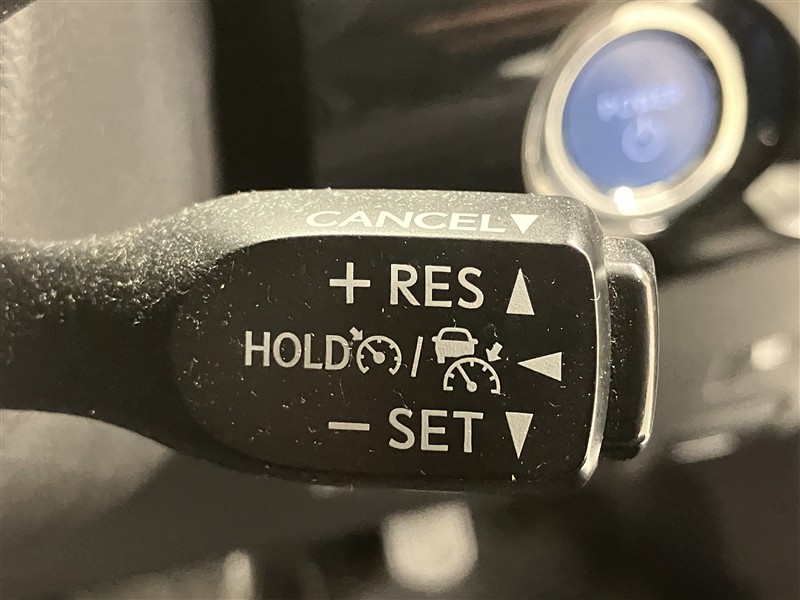 CANCEL▼
+ RES ▲
HOLD / ◀
− SET ▼